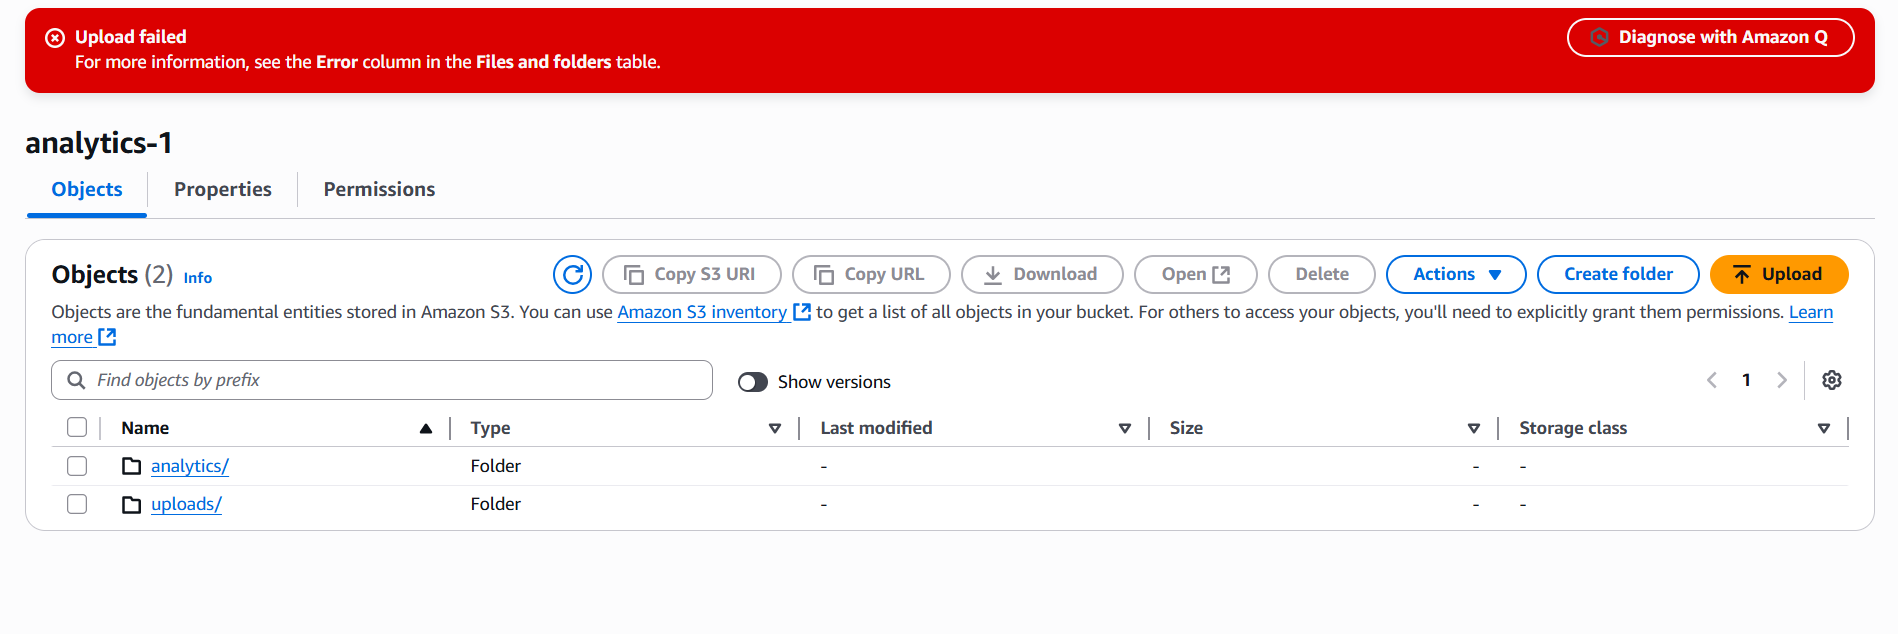 Upload failed
Diagnose with Amazon Q
For more information, see the Error column in the Files and folders table.
analytics-1
Objects
Properties
Permissions
Objects (2) Info
Copy S3 URI
Copy URL
Download
Open
Delete
Actions
Create folder
Upload
Objects are the fundamental entities stored in Amazon S3. You can use Amazon S3 inventory to get a list of all objects in your bucket. For others to access your objects, you'll need to explicitly grant them permissions. Learn
more
Find objects by prefix
Show versions
1
Name Type Last modified Size Storage class
analytics/ Folder - - -
uploads/ Folder - - -